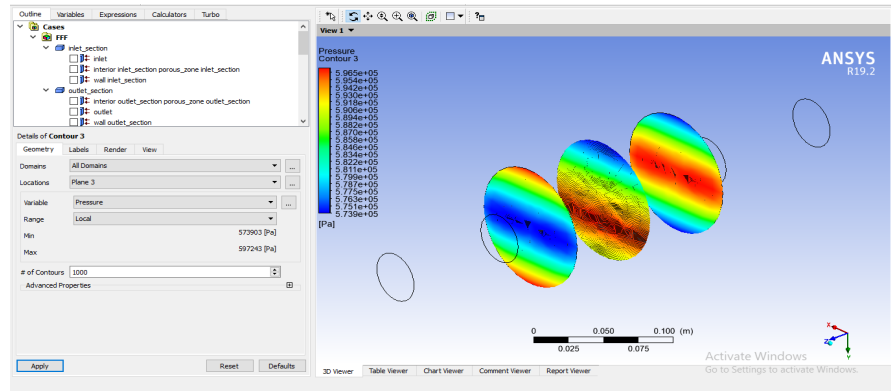 Outline Variables Expressions Calculators Turbo
Cases
FFF
inlet_section
inlet
interior inlet_section porous_zone inlet_section
wall inlet_section
outlet_section
interior outlet_section porous_zone outlet_section
outlet
wall outlet_section
Details of Contour 3
Geometry Labels Render View
Domains All Domains ...
Locations Plane 3 ...
Variable Pressure ...
Range Local
Min 573903 [Pa]
Max 597243 [Pa]
# of Contours 1000
Advanced Properties
Apply Reset Defaults
View 1
Pressure
Contour 3
5.965e+05
5.954e+05
5.942e+05
5.930e+05
5.918e+05
5.906e+05
5.894e+05
5.882e+05
5.870e+05
5.858e+05
5.846e+05
5.834e+05
5.822e+05
5.811e+05
5.799e+05
5.787e+05
5.775e+05
5.763e+05
5.751e+05
5.739e+05
[Pa]
ANSYS
R19.2
0 0.050 0.100 (m)
0.025 0.075
X
Z
Y
Activate Windows
Go to Settings to activate Windows.
3D Viewer Table Viewer Chart Viewer Comment Viewer Report Viewer